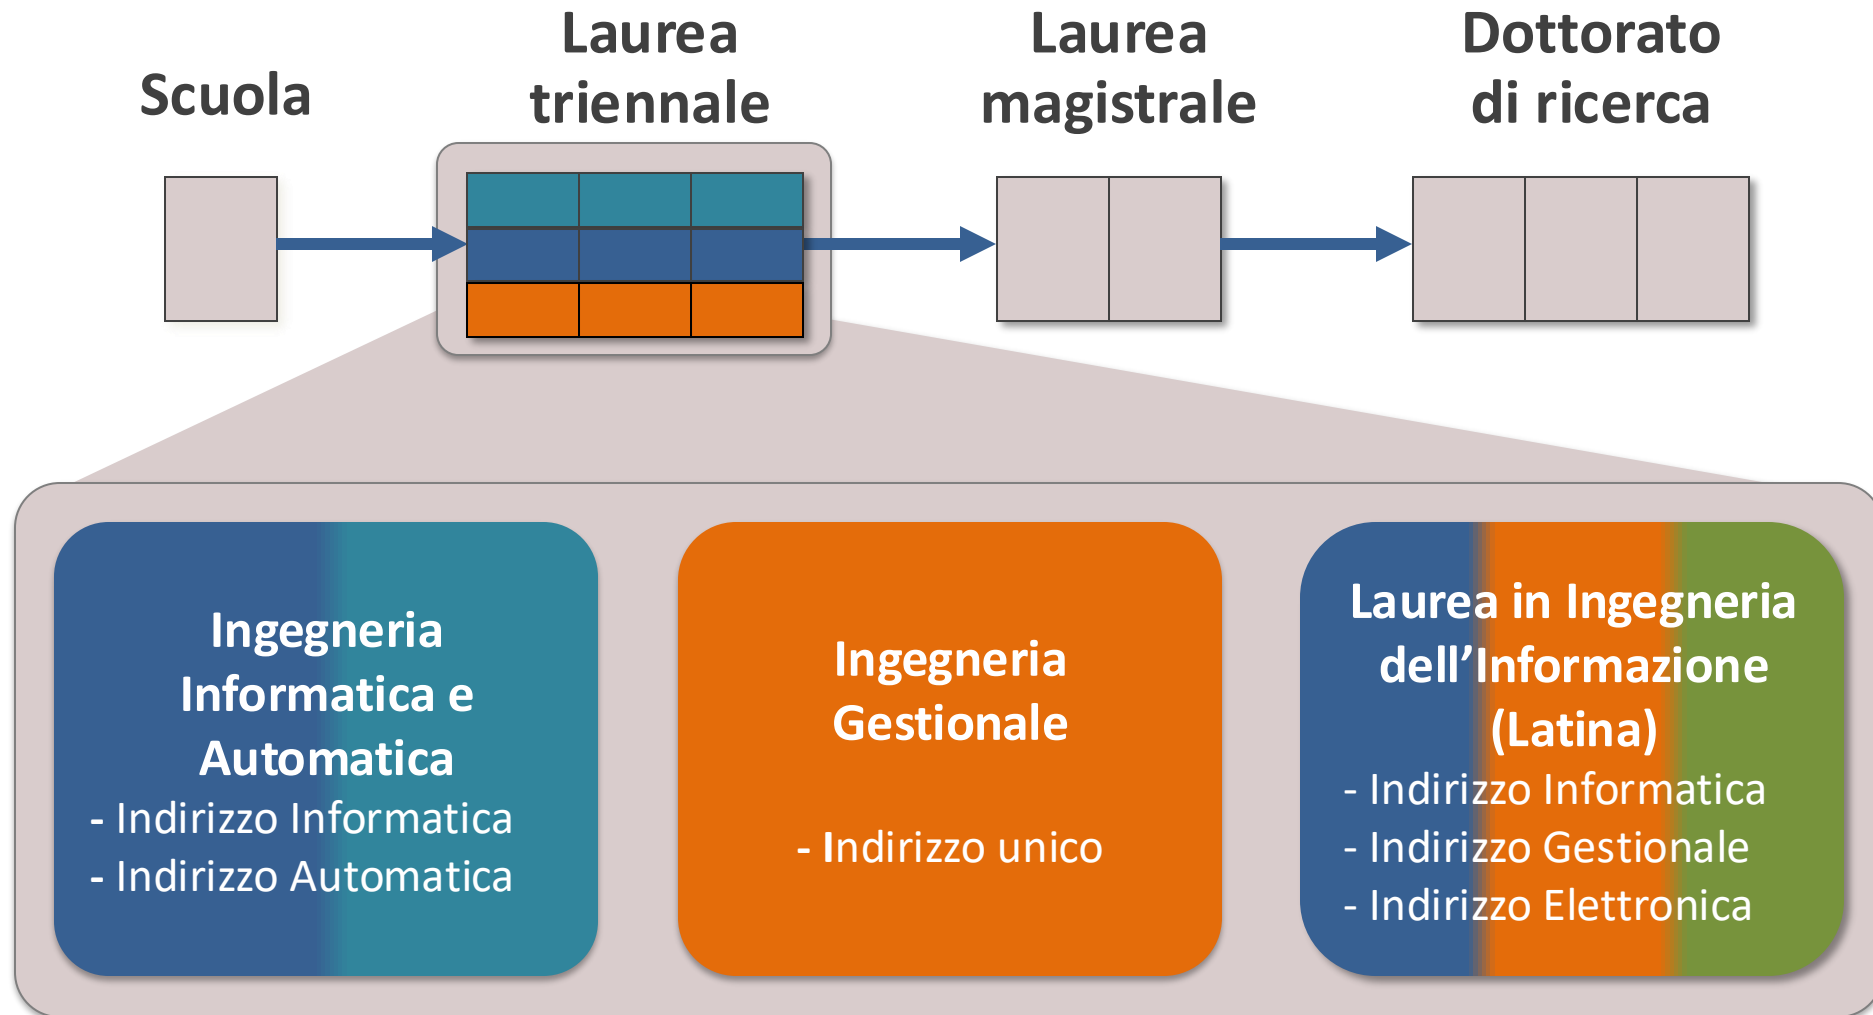 Scuola
Laurea
triennale
Laurea
magistrale
Dottorato
di ricerca
Ingegneria
Informatica e
Automatica
- Indirizzo Informatica
- Indirizzo Automatica
Ingegneria
Gestionale
- Indirizzo unico
Laurea in Ingegneria
dell’Informazione
(Latina)
- Indirizzo Informatica
- Indirizzo Gestionale
- Indirizzo Elettronica